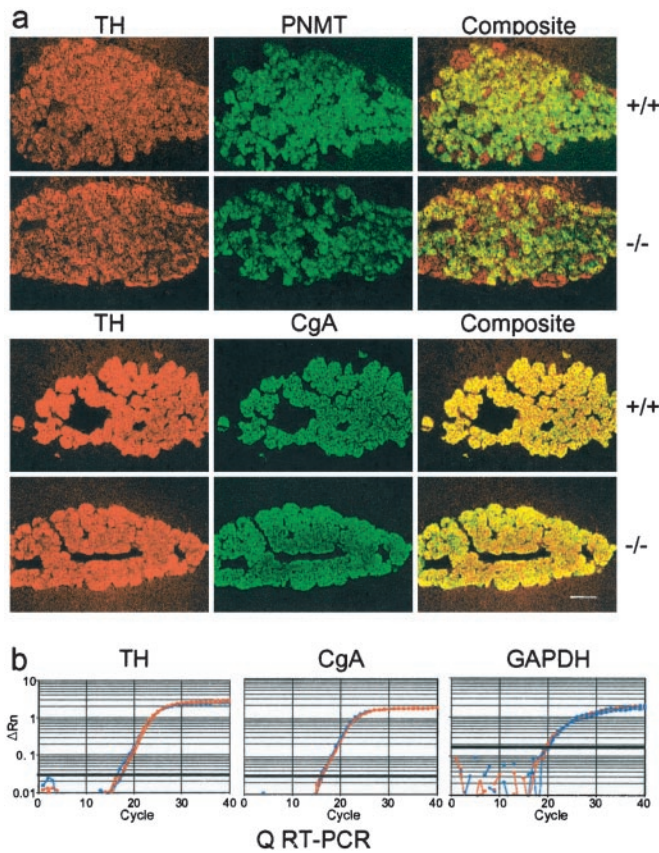 a
TH PNMT Composite
+/+
-/-
TH CgA Composite
+/+
-/-
b
TH CgA GAPDH
ΔRn
10
1
0.1
0.01
0 10 20 30 40 0 10 20 30 40 0 10 20 30 40
Cycle Cycle Cycle
Q RT-PCR